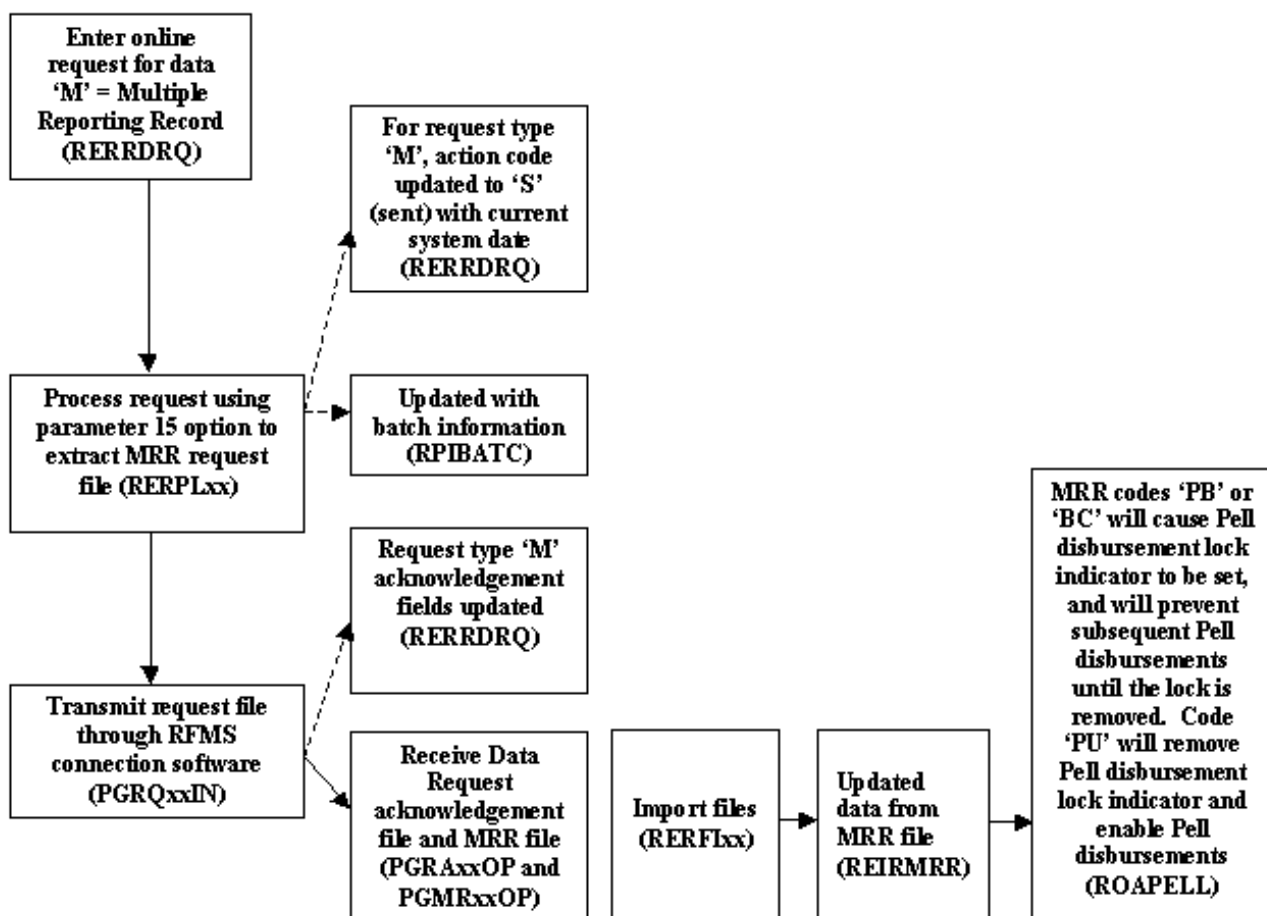 Enter online
request for data
‘M’ = Multiple
Reporting Record
(RERRDRQ)
For request type
‘M’, action code
updated to ‘S’
(sent) with current
system date
(RERRDRQ)
Process request using
parameter 15 option to
extract MRR request
file (RERPLxx)
Updated with
batch information
(RPIBATC)
Request type ‘M’
acknowledgement
fields updated
(RERRDRQ)
Transmit request file
through RFMS
connection software
(PGRQxxIN)
Receive Data
Request
acknowledgement
file and MRR file
(PGRAxxOP and
PGMRxxOP)
Import files
(RERFIxx)
Updated
data from
MRR file
(REIRMRR)
MRR codes ‘PB’ or
‘BC’ will cause Pell
disbursement lock
indicator to be set,
and will prevent
subsequent Pell
disbursements
until the lock is
removed.  Code
‘PU’ will remove
Pell disbursement
lock indicator and
enable Pell
disbursements
(ROAPELL)